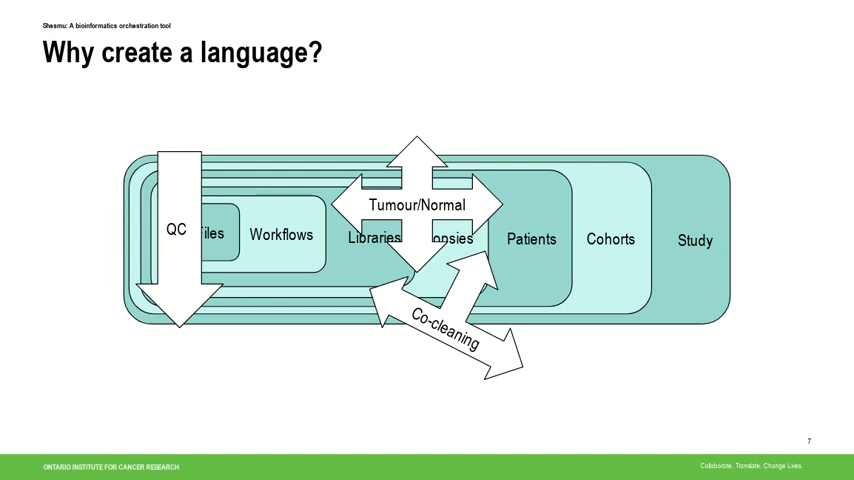 Shesmu: A bioinformatics orchestration tool
Why create a language?
QC
iles
Workflows
Libraries
Tumour/Normal
opsies
Patients
Cohorts
Study
Co-cleaning
7
ONTARIO INSTITUTE FOR CANCER RESEARCH
Collaborate. Translate. Change Lives.